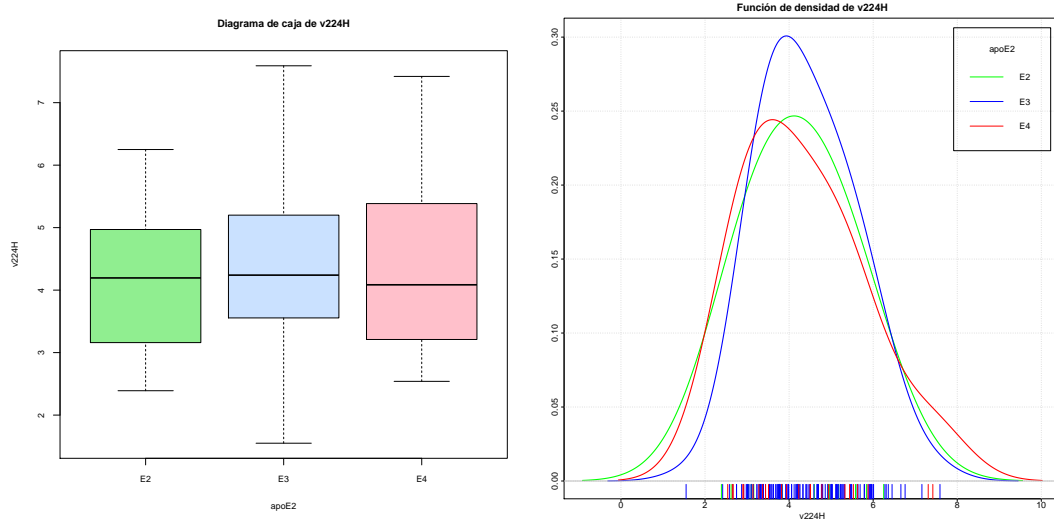 Diagrama de caja de v224H
v224H
7
6
5
4
3
2
E2
E3
E4
apoE2
Función de densidad de v224H
0.30
0.25
0.20
0.15
0.10
0.05
0.00
apoE2
E2
E3
E4
0
2
4
6
8
10
v224H